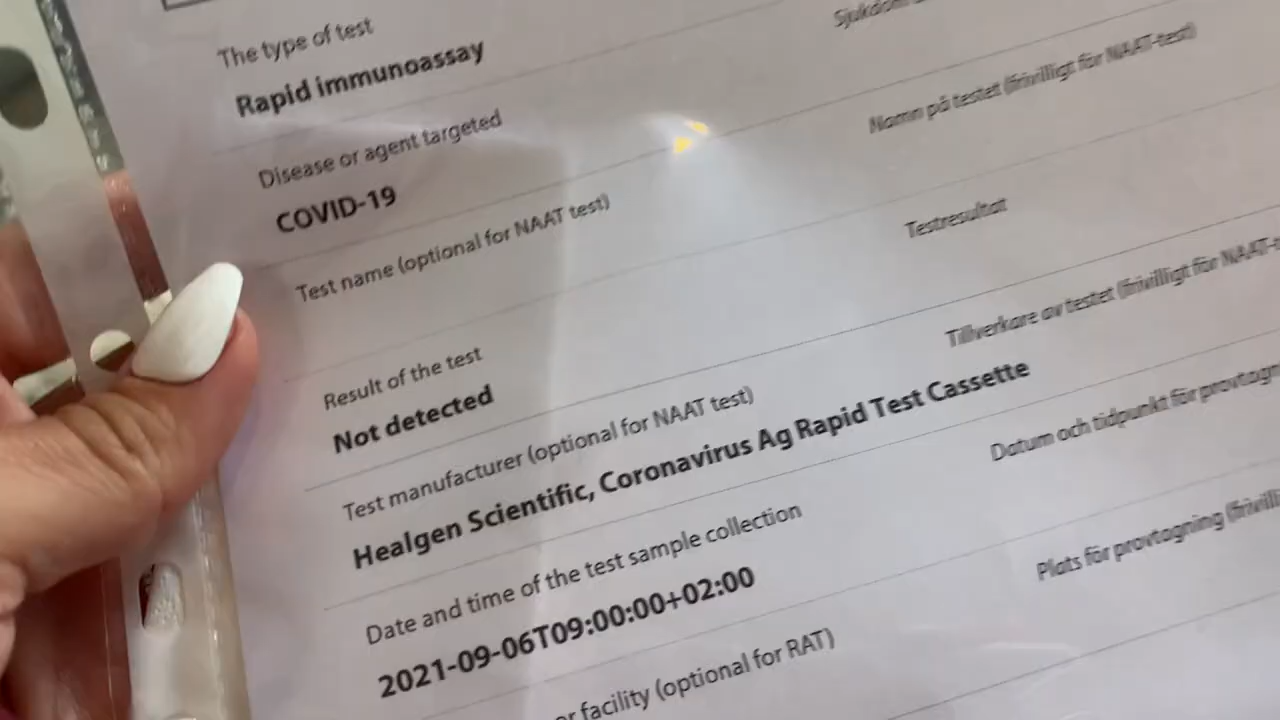 The type of test
Rapid immunoassay
Sjukdom
Disease or agent targeted
COVID-19
Namn på testet (frivilligt för NAAT-test)
Test name (optional for NAAT test)
Testresultat
Result of the test
Not detected
Tillverkare av testet (frivilligt för NAAT-
Test manufacturer (optional for NAAT test)
Healgen Scientific, Coronavirus Ag Rapid Test Cassette
Datum och tidpunkt för provtagn
Date and time of the test sample collection
2021-09-06T09:00:00+02:00
Plats för provtagning (frivilli
or facility (optional for RAT)